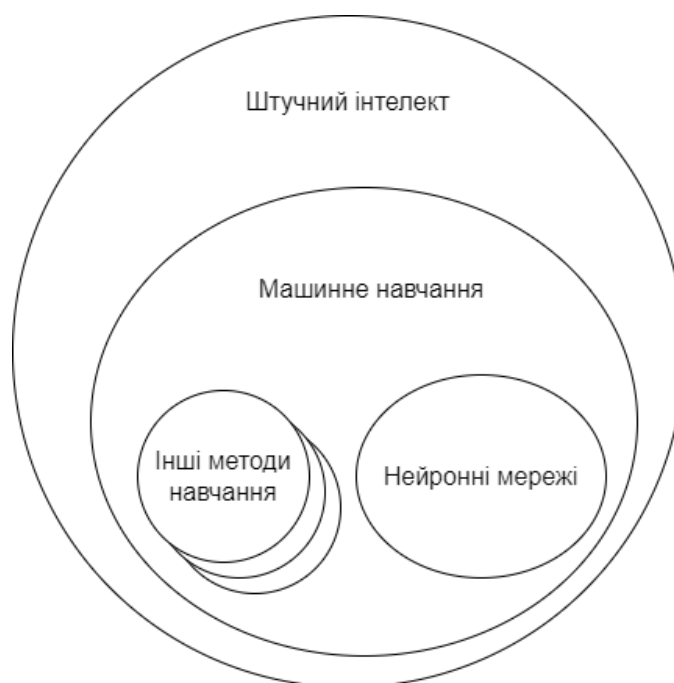 Штучний інтелект
Машинне навчання
Інші методи
навчання
Нейронні мережі